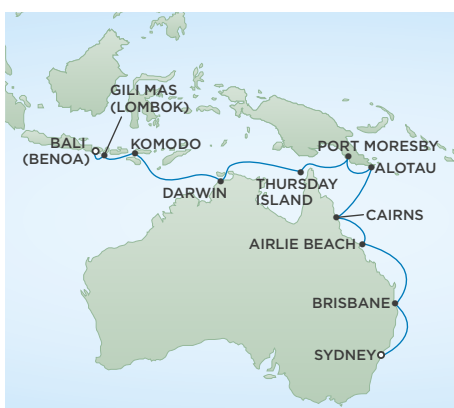 GILI MAS
(LOMBOK)
BALI
(BENOA)
KOMODO
PORT MORESBY
ALOTAU
DARWIN
THURSDAY
ISLAND
CAIRNS
AIRLIE BEACH
BRISBANE
SYDNEY